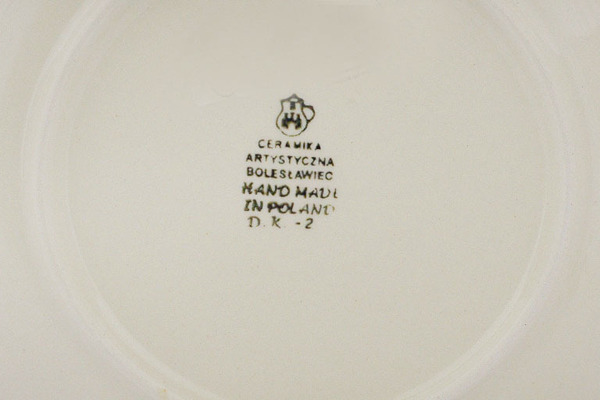 CERAMIKA
ARTYSTYCZNA
BOLESŁAWIEC
HAND MADE
IN POLAND
D.K. -2